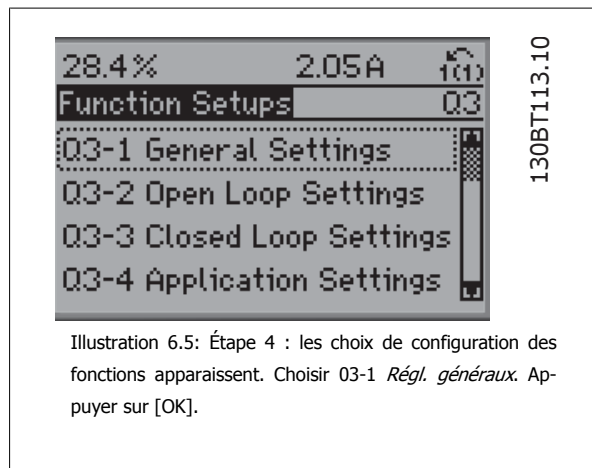 28.4% 2.05A 1(1)
Function Setups Q3
Q3-1 General Settings
Q3-2 Open Loop Settings
Q3-3 Closed Loop Settings
Q3-4 Application Settings
130BT113.10
Illustration 6.5: Étape 4 : les choix de configuration des
fonctions apparaissent. Choisir 03-1 Régl. généraux. Ap-
puyer sur [OK].